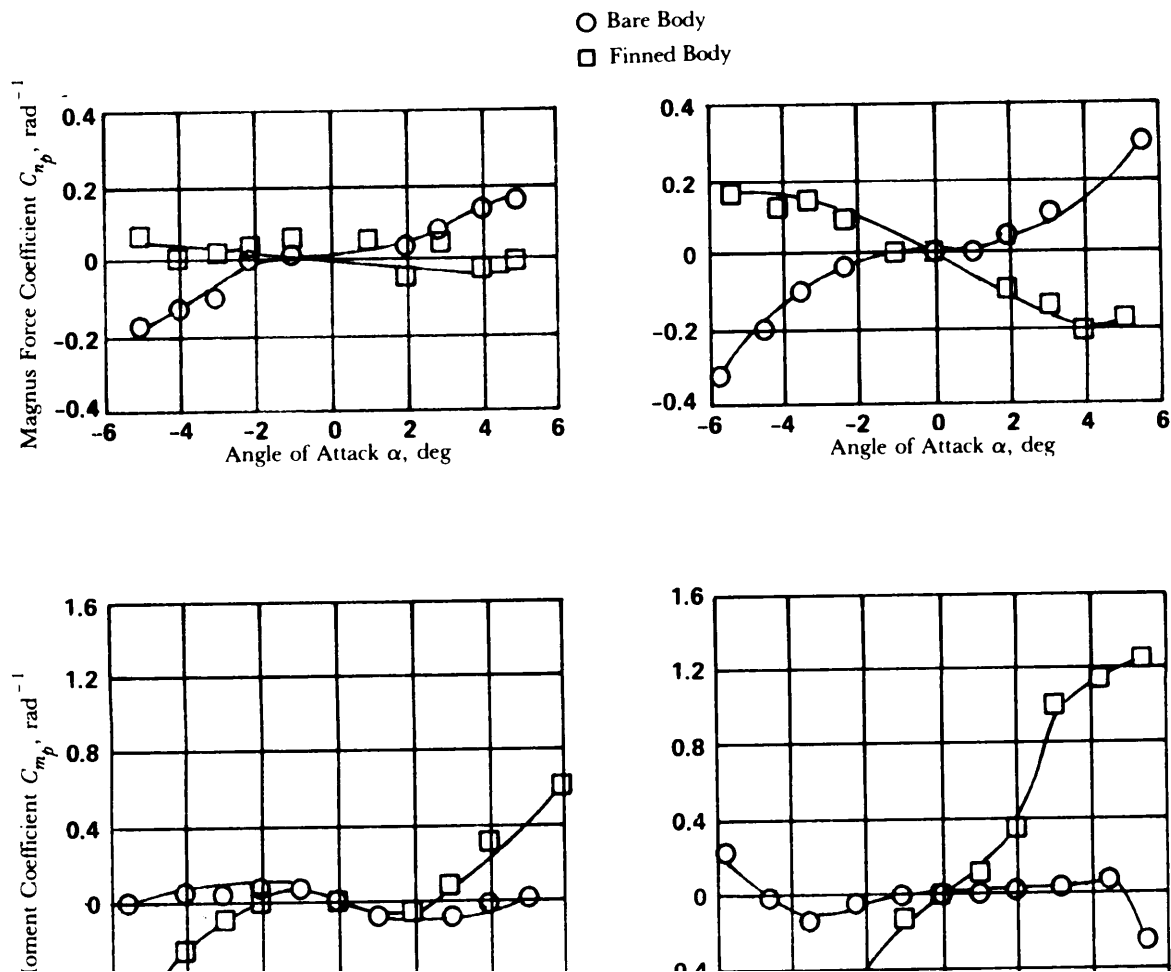 Bare Body
Finned Body
Magnus Force Coefficient C_{n_p}, rad^{-1}
0.4
0.2
0
-0.2
-0.4
-6 -4 -2 0 2 4 6
Angle of Attack α, deg
0.4
0.2
0
-0.2
-0.4
-6 -4 -2 0 2 4 6
Angle of Attack α, deg
Coefficient C_{m_p}, rad^{-1}
1.6
1.2
0.8
0.4
0
1.6
1.2
0.8
0.4
0